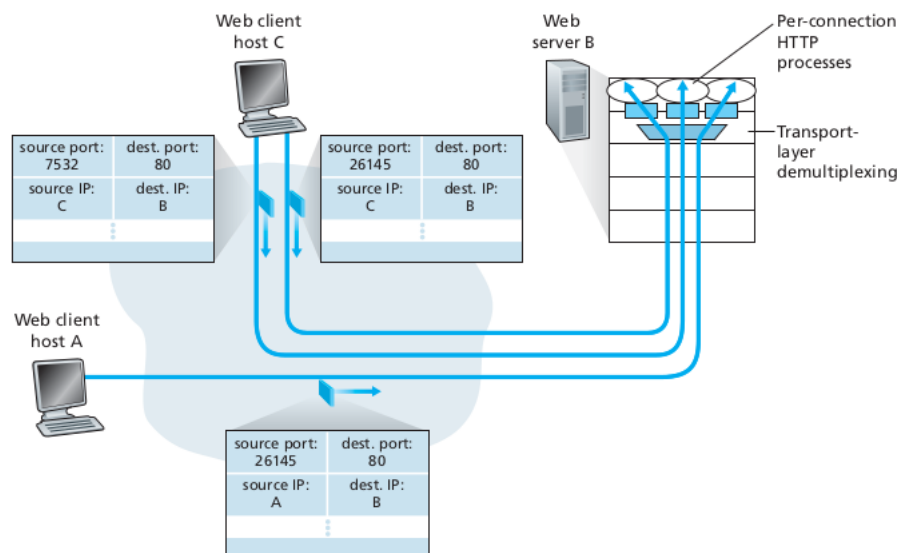 Web client
host C
Web
server B
Per-connection
HTTP
processes
Transport-
layer
demultiplexing
source port:
7532
dest. port:
80
source IP:
C
dest. IP:
B
source port:
26145
dest. port:
80
source IP:
C
dest. IP:
B
Web client
host A
source port:
26145
dest. port:
80
source IP:
A
dest. IP:
B